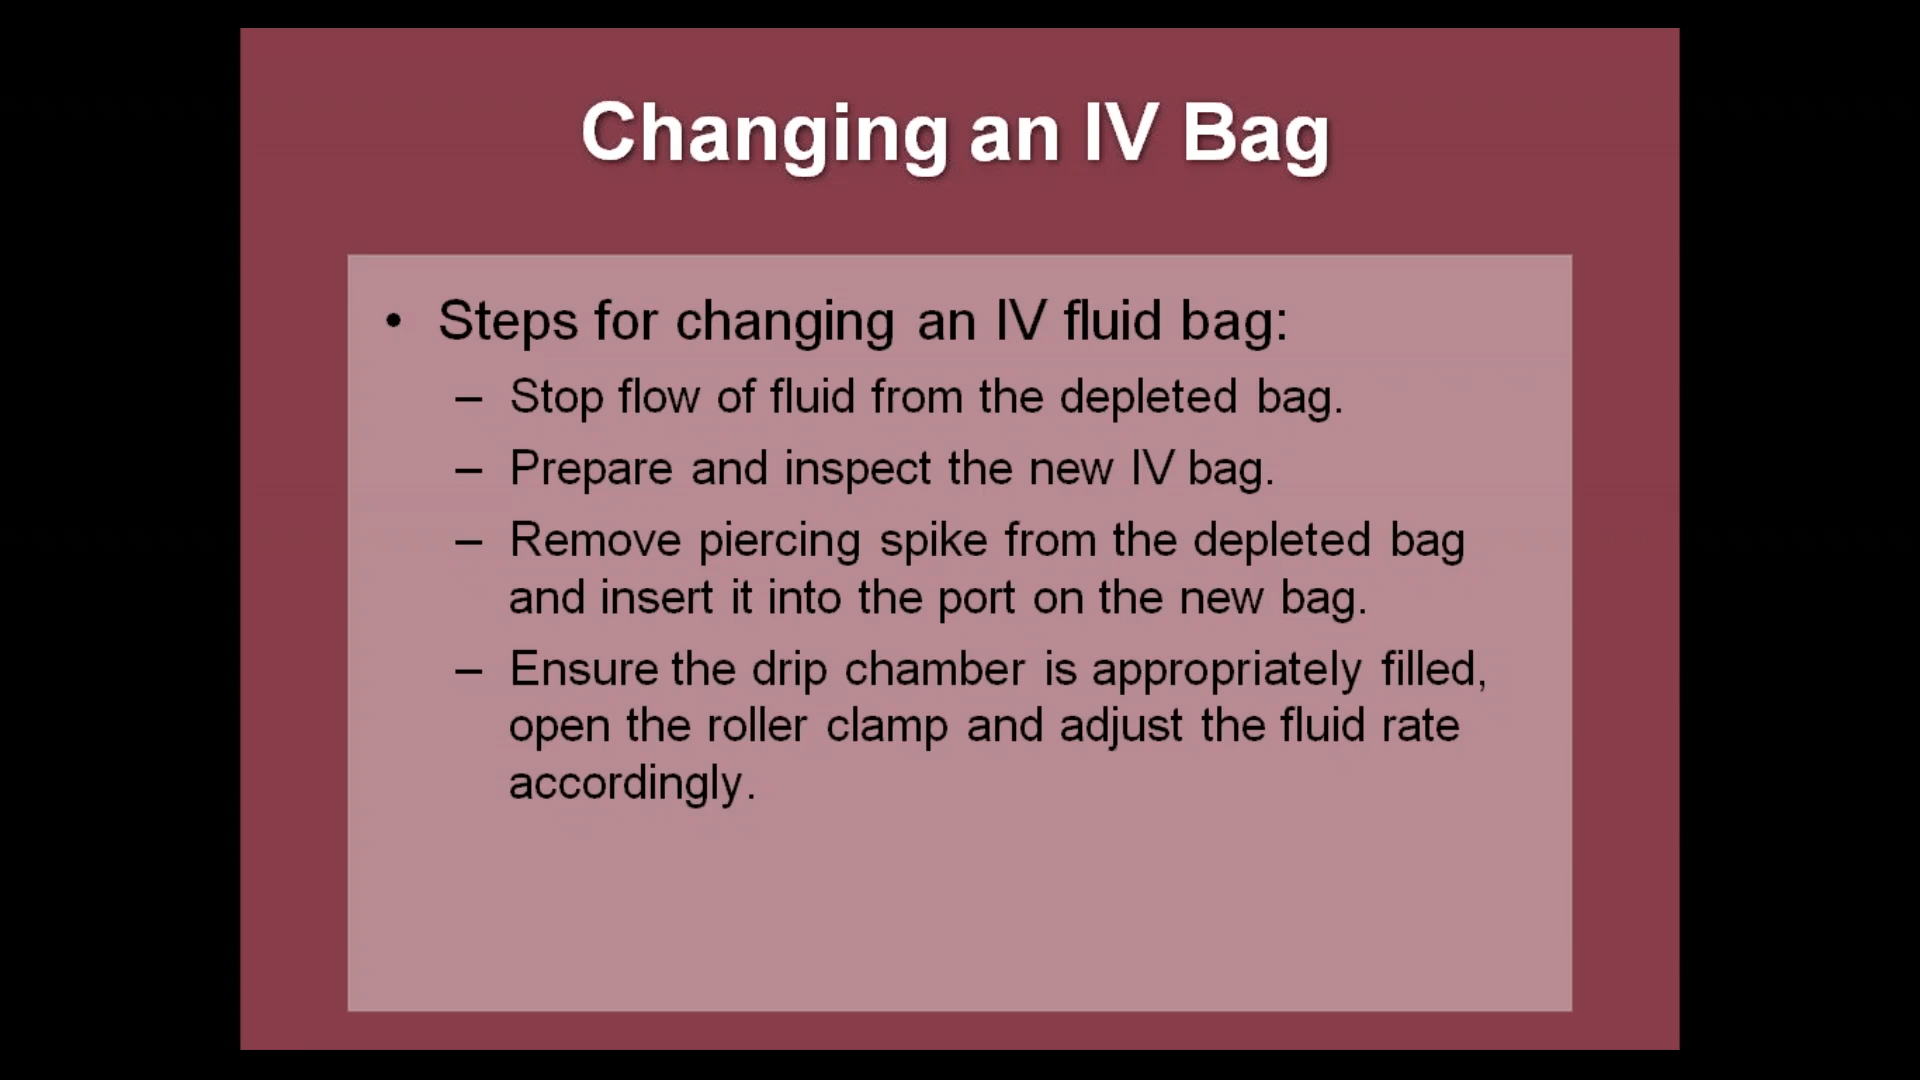 Changing an IV Bag
• Steps for changing an IV fluid bag:
– Stop flow of fluid from the depleted bag.
– Prepare and inspect the new IV bag.
– Remove piercing spike from the depleted bag
and insert it into the port on the new bag.
– Ensure the drip chamber is appropriately filled,
open the roller clamp and adjust the fluid rate
accordingly.